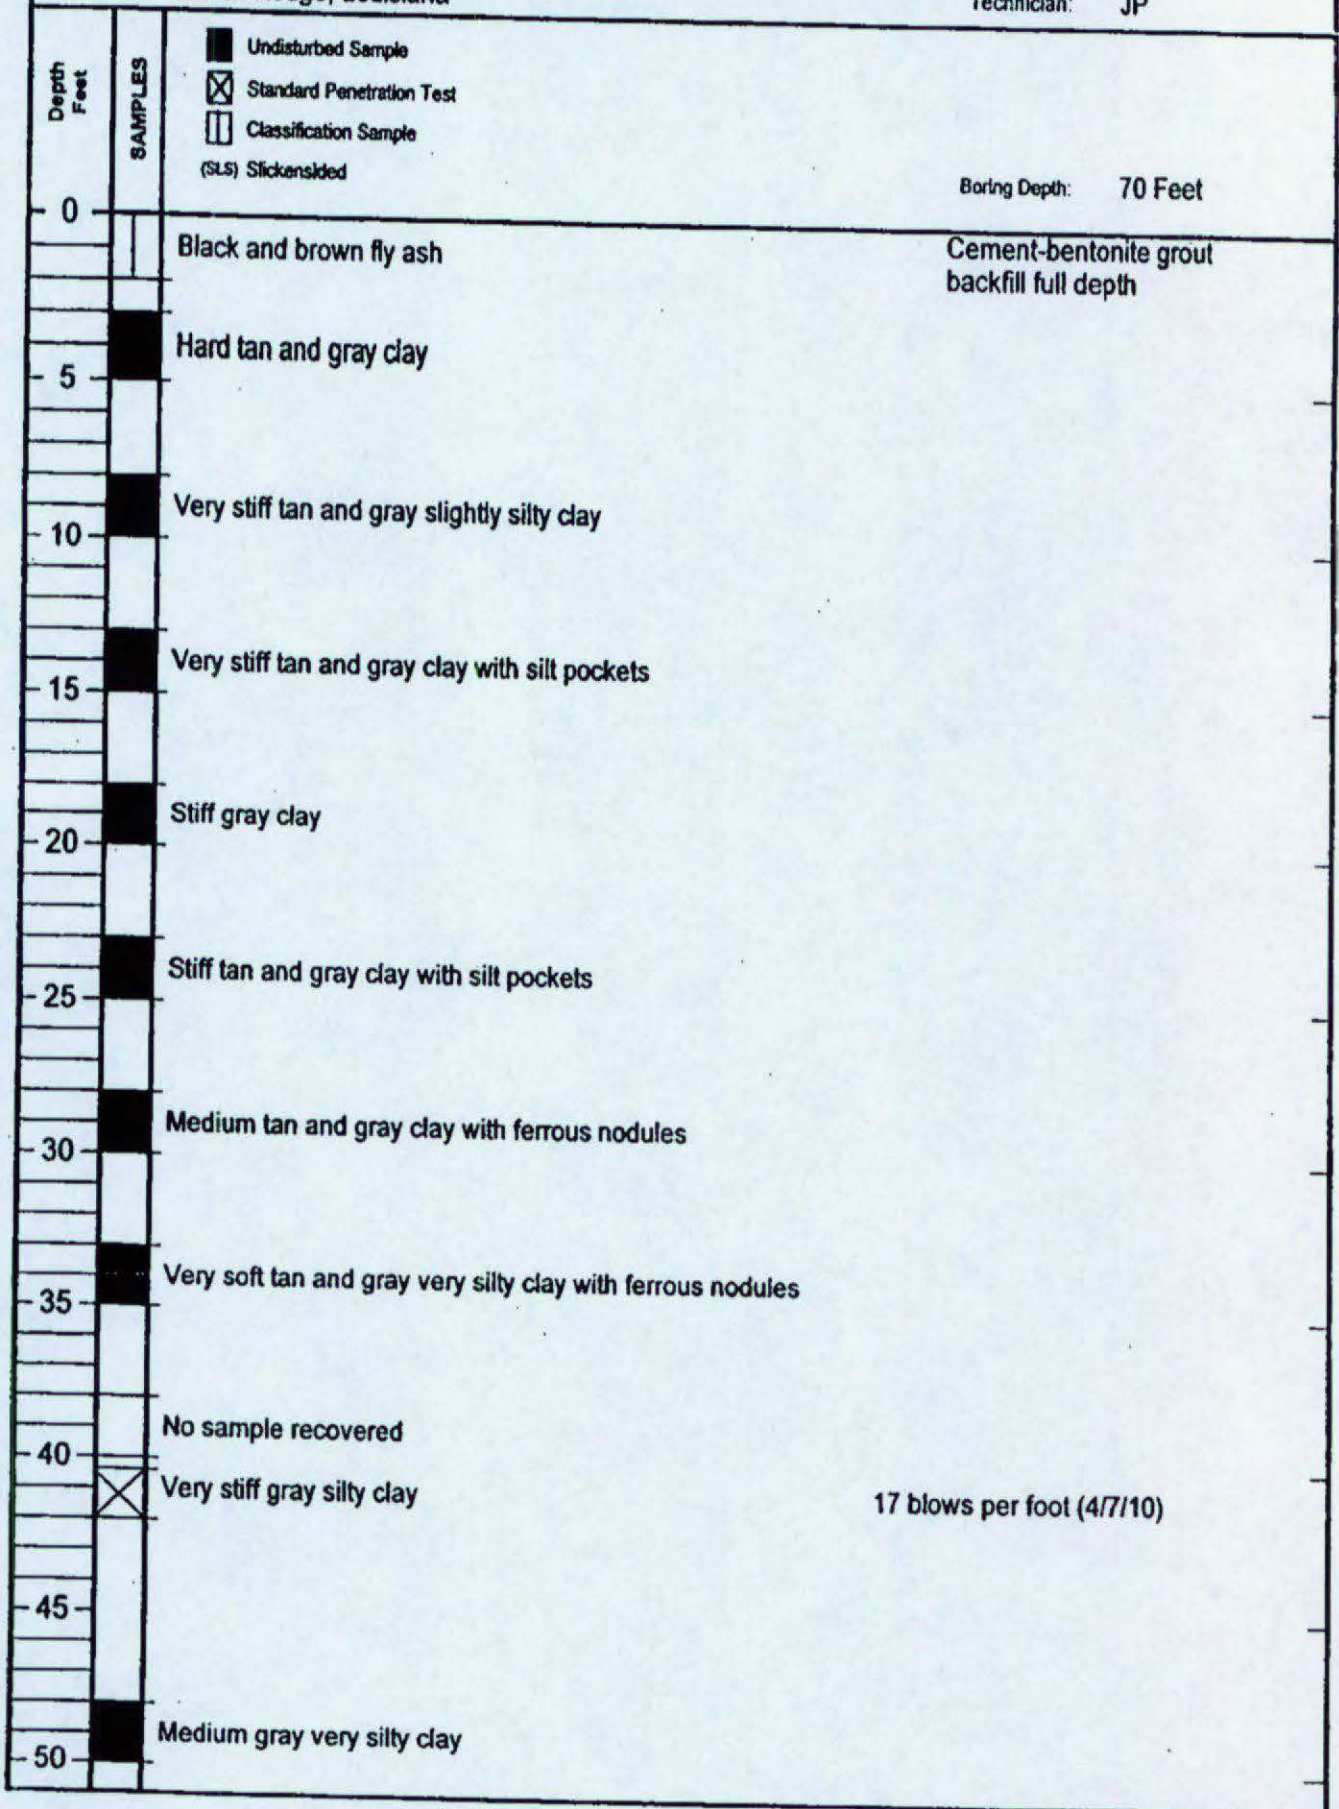 Technician: JP
Depth
Feet
SAMPLES
Undisturbed Sample
Standard Penetration Test
Classification Sample
(SLS) Slickensided
Boring Depth: 70 Feet
0
Black and brown fly ash
Cement-bentonite grout
backfill full depth
Hard tan and gray clay
5
Very stiff tan and gray slightly silty clay
10
Very stiff tan and gray clay with silt pockets
15
Stiff gray clay
20
Stiff tan and gray clay with silt pockets
25
Medium tan and gray clay with ferrous nodules
30
Very soft tan and gray very silty clay with ferrous nodules
35
No sample recovered
40
Very stiff gray silty clay
17 blows per foot (4/7/10)
45
Medium gray very silty clay
50